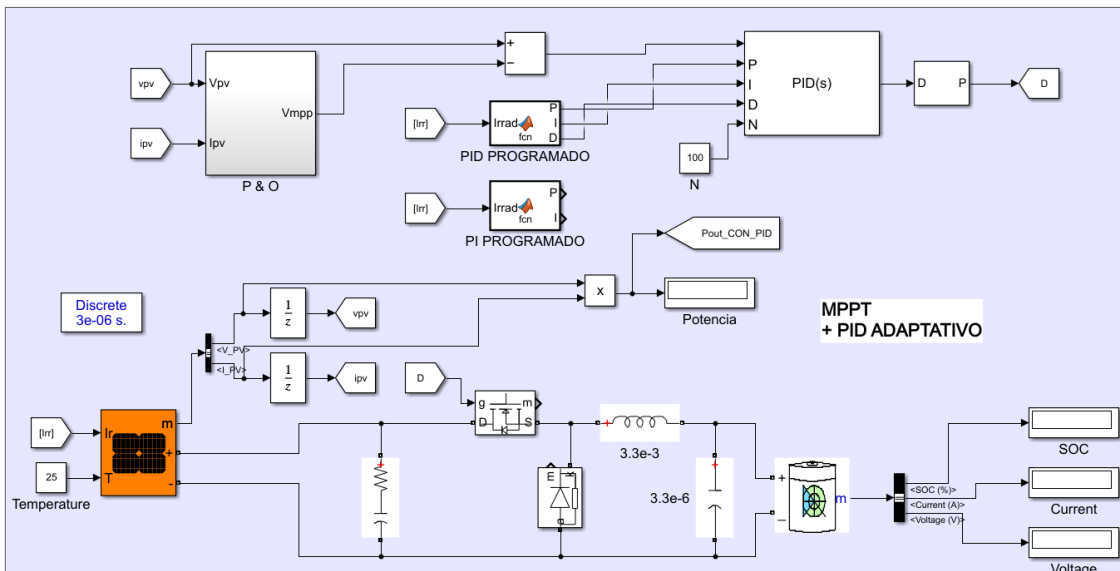 vpv
Vpv
ipv
Ipv
Vmpp
P & O
+
−
[Irr]
Irrad
fcn
P
I
D
PID PROGRAMADO
[Irr]
Irrad
fcn
P
I
PI PROGRAMADO
100
N
P
I
D
N
PID(s)
D
P
D
Pout_CON_PID
x
Potencia
Discrete
3e-06 s.
<V_PV>
<I_PV>
1
z
vpv
1
z
ipv
MPPT
+ PID ADAPTATIVO
[Irr]
25
Temperature
Ir
T
m
+
-
D
g
m
D
S
m
k
a
+
3.3e-3
+
+
3.3e-6
+
−
m
<SOC (%)>
<Current (A)>
<Voltage (V)>
SOC
Current
Voltage